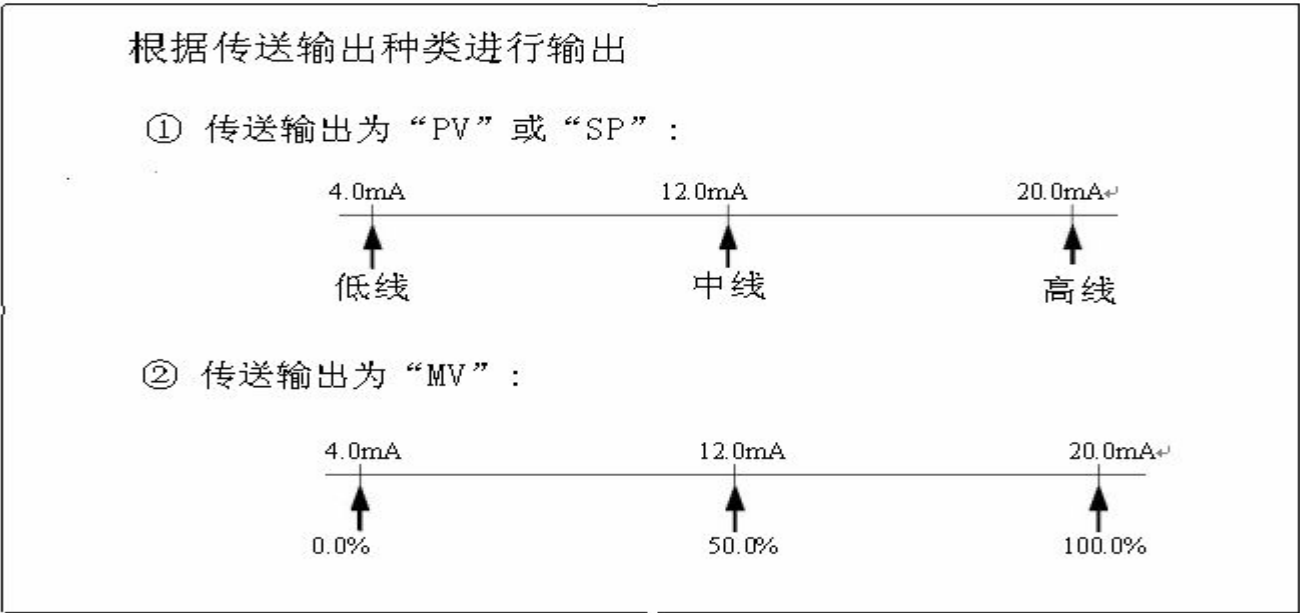 根据传送输出种类进行输出
① 传送输出为“PV”或“SP”:
4.0mA 12.0mA 20.0mA↵
低线 中线 高线
② 传送输出为“MV”:
4.0mA 12.0mA 20.0mA↵
0.0% 50.0% 100.0%